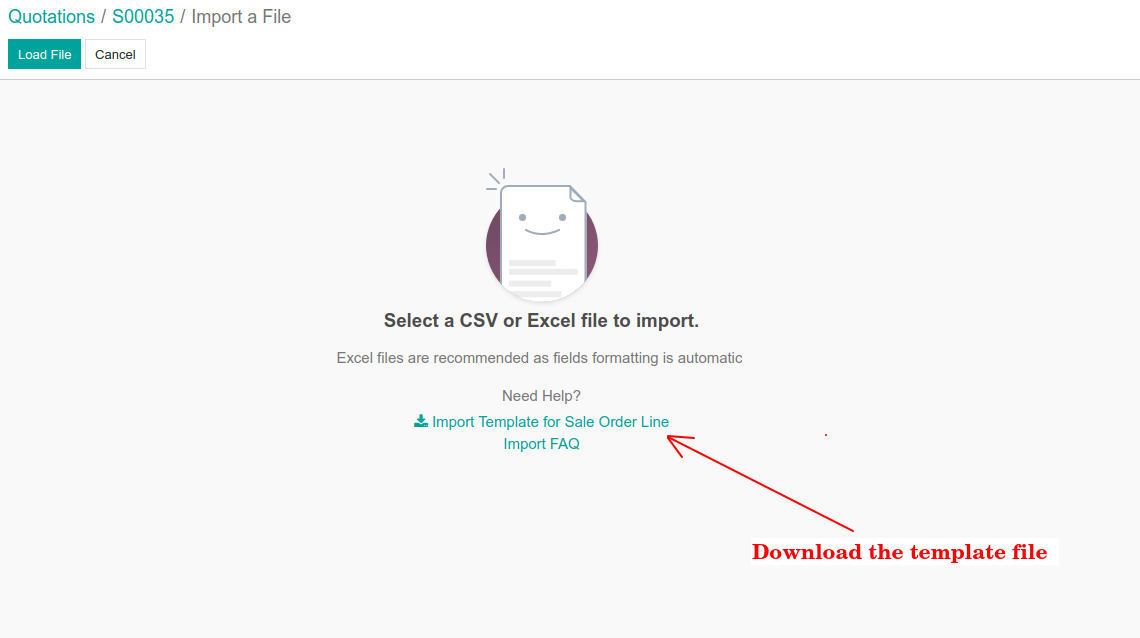 Quotations / S00035 / Import a File
Load File Cancel
Select a CSV or Excel file to import.
Excel files are recommended as fields formatting is automatic
Need Help?
Import Template for Sale Order Line
Import FAQ
Download the template file